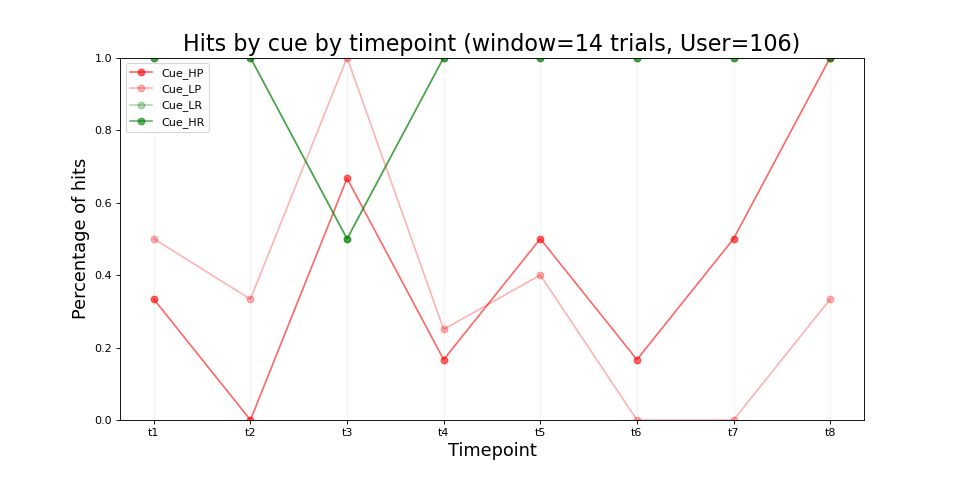 Hits by cue by timepoint (window=14 trials, User=106)
Percentage of hits
1.0
0.8
0.6
0.4
0.2
0.0
Cue_HP
Cue_LP
Cue_LR
Cue_HR
t1 t2 t3 t4 t5 t6 t7 t8
Timepoint